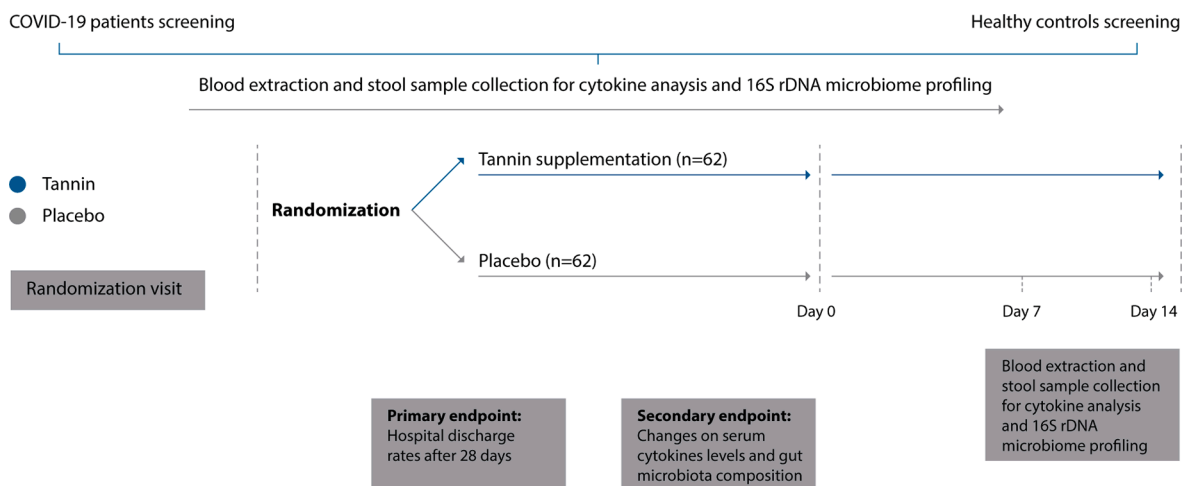 COVID-19 patients screening
Healthy controls screening
Blood extraction and stool sample collection for cytokine anaysis and 16S rDNA microbiome profiling
Tannin supplementation (n=62)
Tannin
Placebo
Randomization
Placebo (n=62)
Randomization visit
Day 0
Day 7
Day 14
Primary endpoint:
Hospital discharge
rates after 28 days
Secondary endpoint:
Changes on serum
cytokines levels and gut
microbiota composition
Blood extraction and
stool sample collection
for cytokine analysis
and 16S rDNA
microbiome profiling